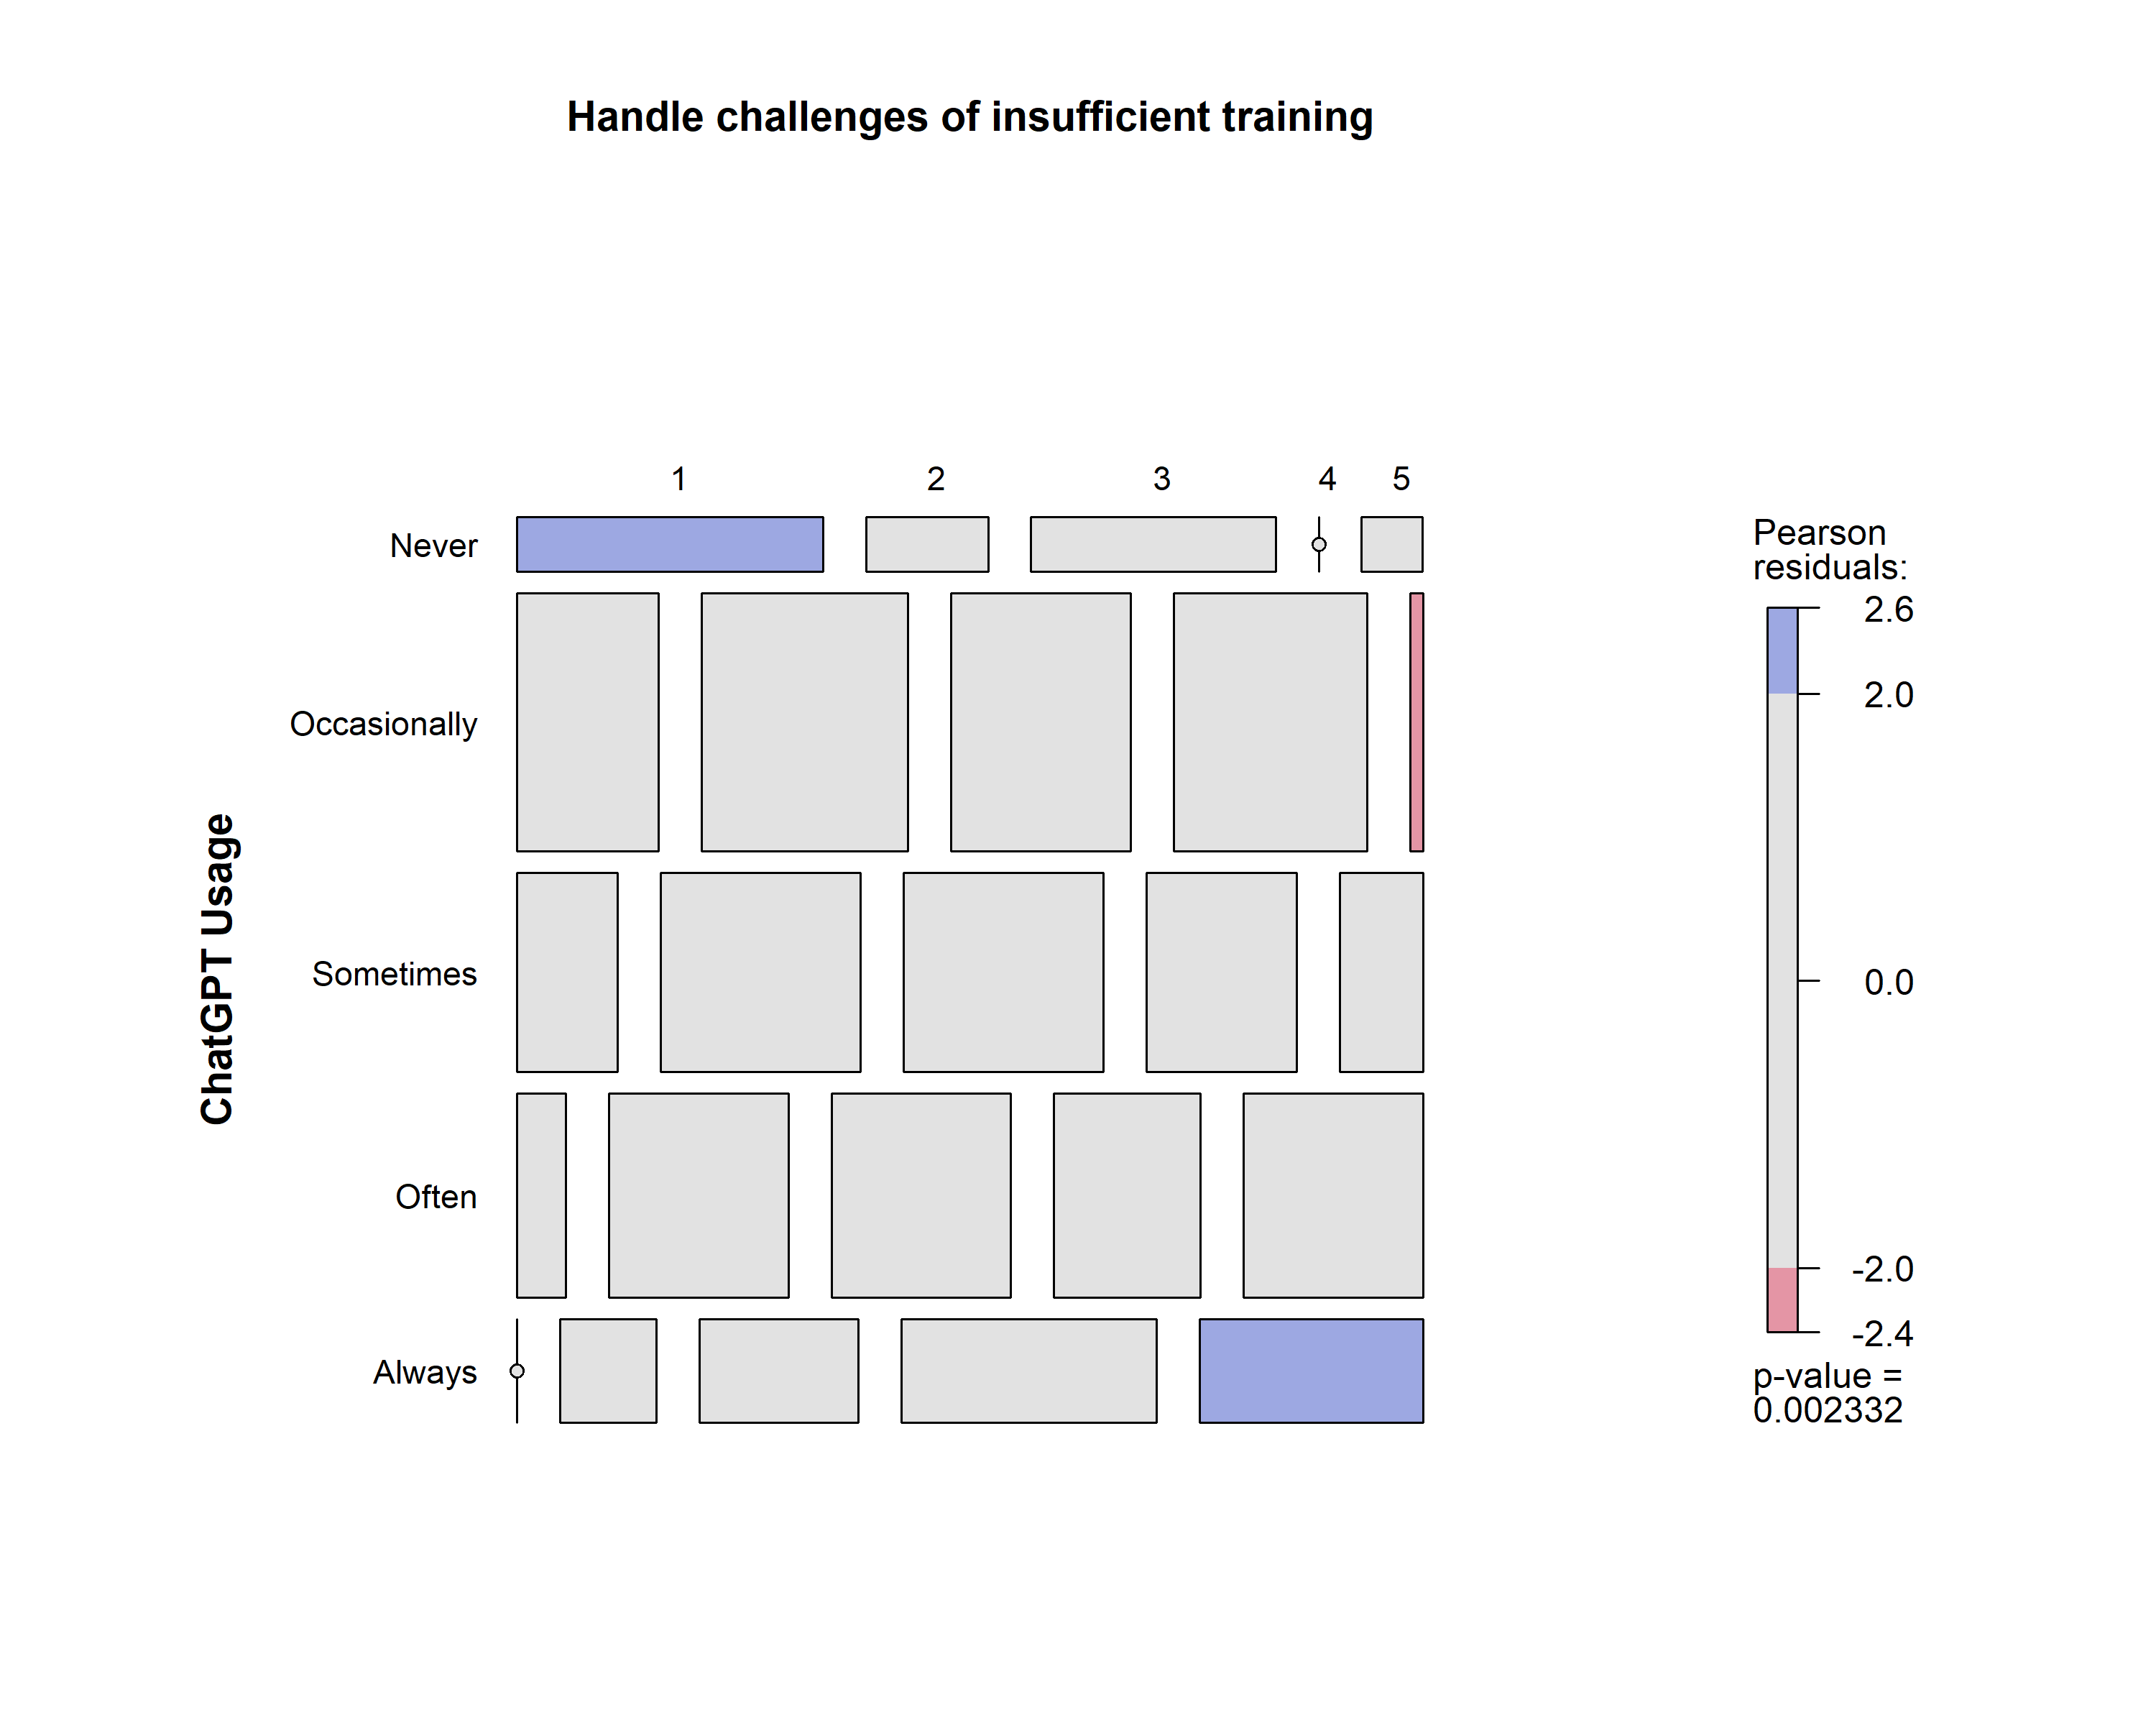 Handle challenges of insufficient training
1 2 3 4 5
Never
Occasionally
Sometimes
Often
Always
ChatGPT Usage
Pearson
residuals:
2.6
2.0
0.0
-2.0
-2.4
p-value =
0.002332